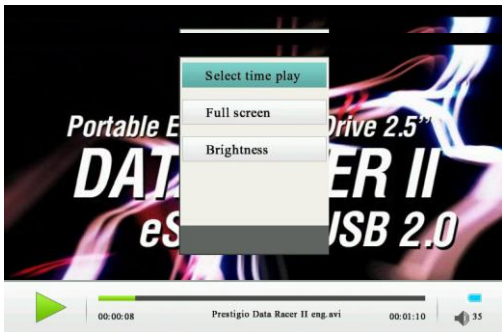 Select time play
Full screen
Brightness
Portable E
Drive 2.5"
DAT
ER II
eS
USB 2.0
00:00:08
Prestigio Data Racer II eng.avi
00:01:10
35